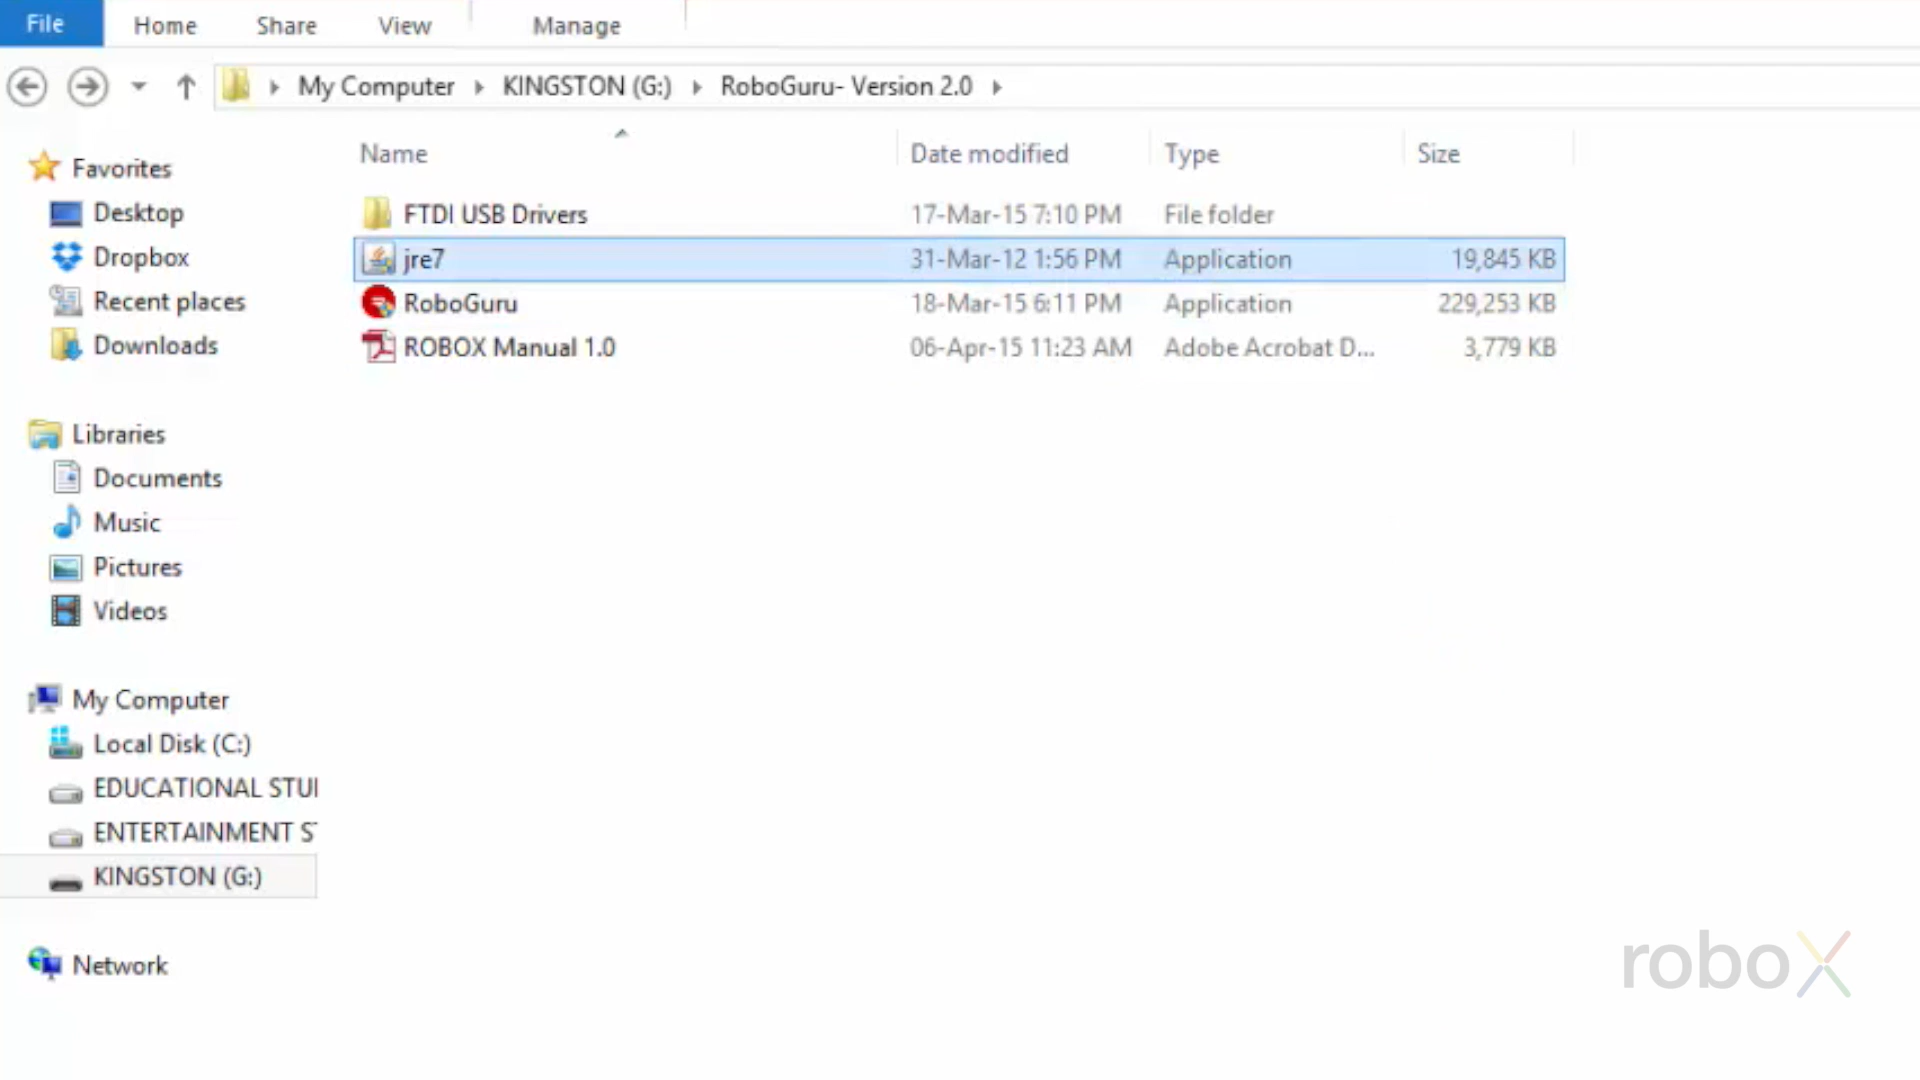 File Home Share View Manage
My Computer KINGSTON (G:) RoboGuru- Version 2.0
Name Date modified Type Size
Favorites
Desktop
Dropbox
Recent places
Downloads
Libraries
Documents
Music
Pictures
Videos
My Computer
Local Disk (C:)
EDUCATIONAL STUI
ENTERTAINMENT S
KINGSTON (G:)
Network
FTDI USB Drivers 17-Mar-15 7:10 PM File folder
jre7 31-Mar-12 1:56 PM Application 19,845 KB
RoboGuru 18-Mar-15 6:11 PM Application 229,253 KB
ROBOX Manual 1.0 06-Apr-15 11:23 AM Adobe Acrobat D... 3,779 KB
roboX